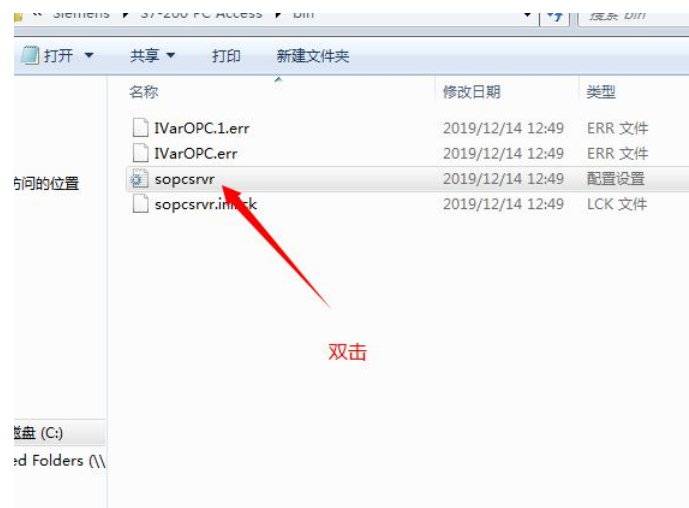 Siemens ▸ S7-200 PC Access ▸ bin
搜索 bin
打开 ▼ 共享 ▼ 打印 新建文件夹
名称 修改日期 类型
IVarOPC.1.err 2019/12/14 12:49 ERR 文件
IVarOPC.err 2019/12/14 12:49 ERR 文件
访问的位置
sopcsrvr 2019/12/14 12:49 配置设置
2019/12/14 12:49 LCK 文件
双击
磁盘 (C:)
ed Folders (\\